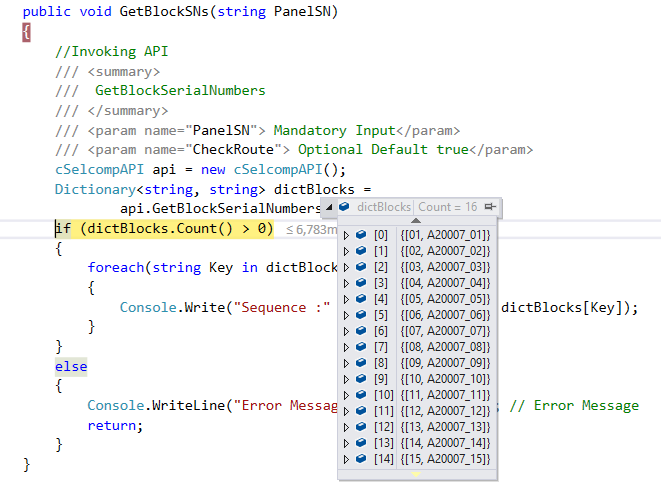 public void GetBlockSNs(string PanelSN)
{
//Invoking API
/// <summary>
///  GetBlockSerialNumbers
/// </summary>
/// <param name="PanelSN"> Mandatory Input</param>
/// <param name="CheckRoute"> Optional Default true</param>
cSelcompAPI api = new cSelcompAPI();
Dictionary<string, string> dictBlocks =
api.GetBlockSerialNumbers
dictBlocks Count = 16
if (dictBlocks.Count() > 0) ≤ 6,783m
[0] {[01, A20007_01]}
{
[1] {[02, A20007_02]}
foreach(string Key in dictBlock
[2] {[03, A20007_03]}
[3] {[04, A20007_04]}
{
[4] {[05, A20007_05]}
Console.Write("Sequence :"
[5] {[06, A20007_06]}
dictBlocks[Key]);
[6] {[07, A20007_07]}
}
[7] {[08, A20007_08]}
}
[8] {[09, A20007_09]}
else
[9] {[10, A20007_10]}
{
[10] {[11, A20007_11]}
Console.WriteLine("Error Messag
[11] {[12, A20007_12]}
; // Error Message
[12] {[13, A20007_13]}
return;
[13] {[14, A20007_14]}
}
[14] {[15, A20007_15]}
}